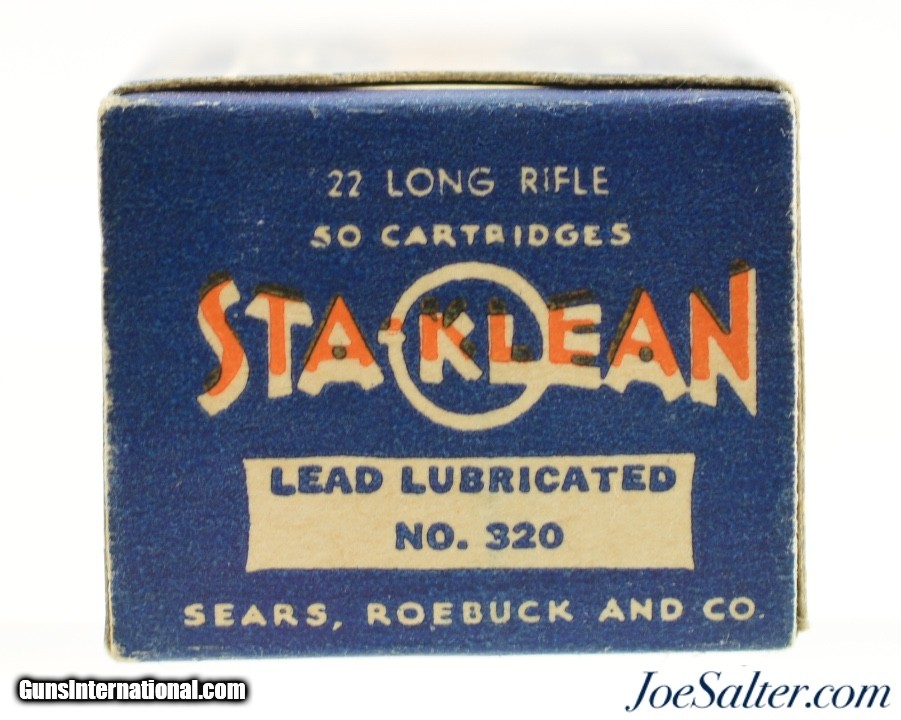 22 LONG RIFLE
50 CARTRIDGES
STA-KLEAN
LEAD LUBRICATED
NO. 320
SEARS, ROEBUCK AND CO.
GunsInternational.com
JoeSalter.com